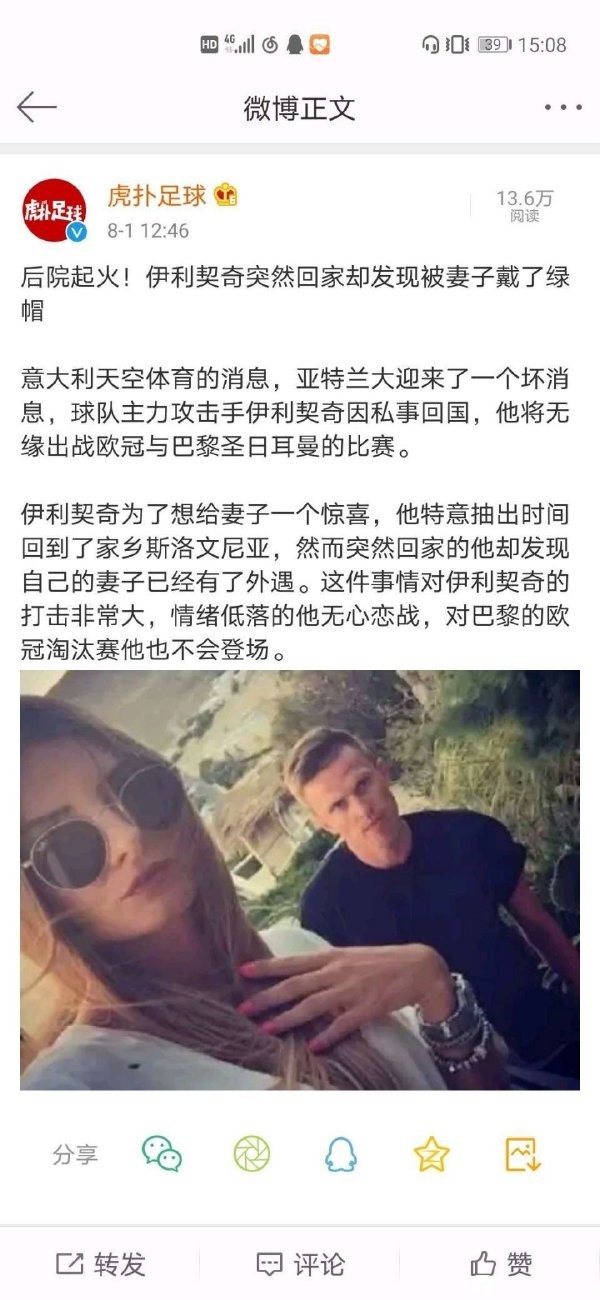 HD 4G 39 15:08
微博正文
虎扑足球
虎扑足球
13.6万
8-1 12:46
阅读
后院起火！伊利契奇突然回家却发现被妻子戴了绿
帽
意大利天空体育的消息，亚特兰大迎来了一个坏消
息，球队主力攻击手伊利契奇因私事回国，他将无
缘出战欧冠与巴黎圣日耳曼的比赛。
伊利契奇为了想给妻子一个惊喜，他特意抽出时间
回到了家乡斯洛文尼亚，然而突然回家的他却发现
自己的妻子已经有了外遇。这件事情对伊利契奇的
打击非常大，情绪低落的他无心恋战，对巴黎的欧
冠淘汰赛他也不会登场。
分享
转发
评论
赞